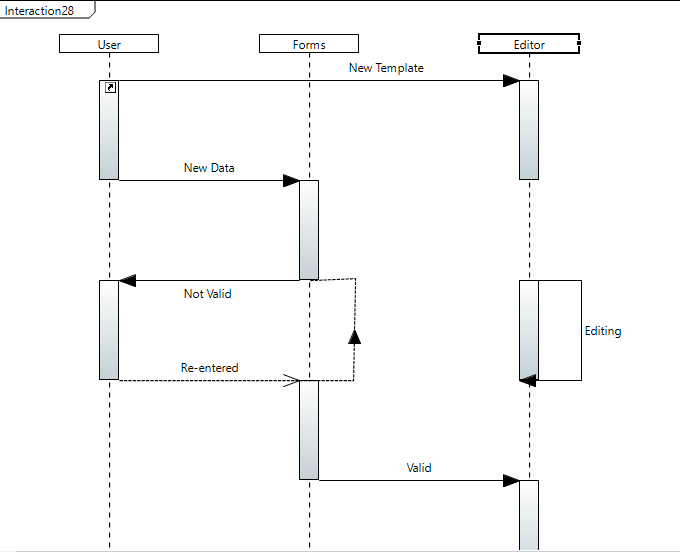 Interaction28
User
Forms
Editor
New Template
New Data
Not Valid
Editing
Re-entered
Valid